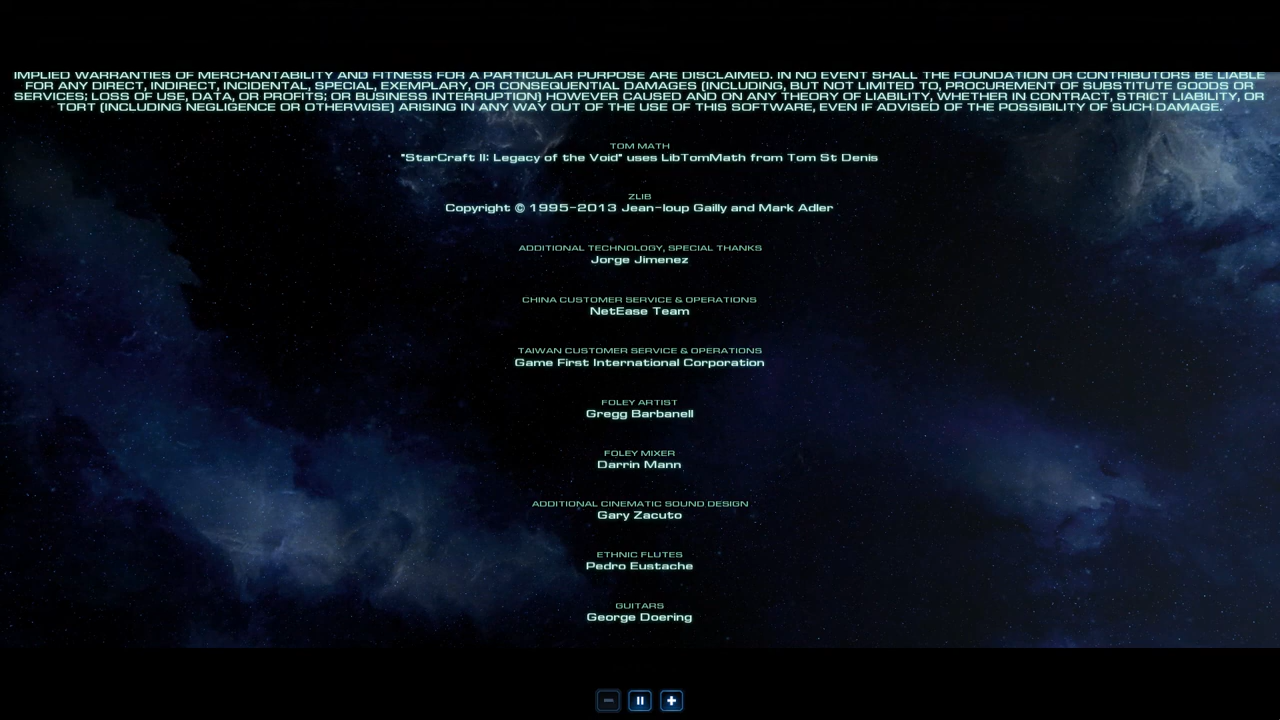 IMPLIED WARRANTIES OF MERCHANTABILITY AND FITNESS FOR A PARTICULAR PURPOSE ARE DISCLAIMED. IN NO EVENT SHALL THE FOUNDATION OR CONTRIBUTORS BE LIABLE
FOR ANY DIRECT, INDIRECT, INCIDENTAL, SPECIAL, EXEMPLARY, OR CONSEQUENTIAL DAMAGES (INCLUDING, BUT NOT LIMITED TO, PROCUREMENT OF SUBSTITUTE GOODS OR
SERVICES; LOSS OF USE, DATA, OR PROFITS; OR BUSINESS INTERRUPTION) HOWEVER CAUSED AND ON ANY THEORY OF LIABILITY, WHETHER IN CONTRACT, STRICT LIABILITY, OR
TORT (INCLUDING NEGLIGENCE OR OTHERWISE) ARISING IN ANY WAY OUT OF THE USE OF THIS SOFTWARE, EVEN IF ADVISED OF THE POSSIBILITY OF SUCH DAMAGE.
TOM MATH
"StarCraft II: Legacy of the Void" uses LibTomMath from Tom St Denis
ZLIB
Copyright © 1995-2013 Jean-loup Gailly and Mark Adler
ADDITIONAL TECHNOLOGY, SPECIAL THANKS
Jorge Jimenez
CHINA CUSTOMER SERVICE & OPERATIONS
NetEase Team
TAIWAN CUSTOMER SERVICE & OPERATIONS
Game First International Corporation
FOLEY ARTIST
Gregg Barbanell
FOLEY MIXER
Darrin Mann
ADDITIONAL CINEMATIC SOUND DESIGN
Gary Zacuto
ETHNIC FLUTES
Pedro Eustache
GUITARS
George Doering